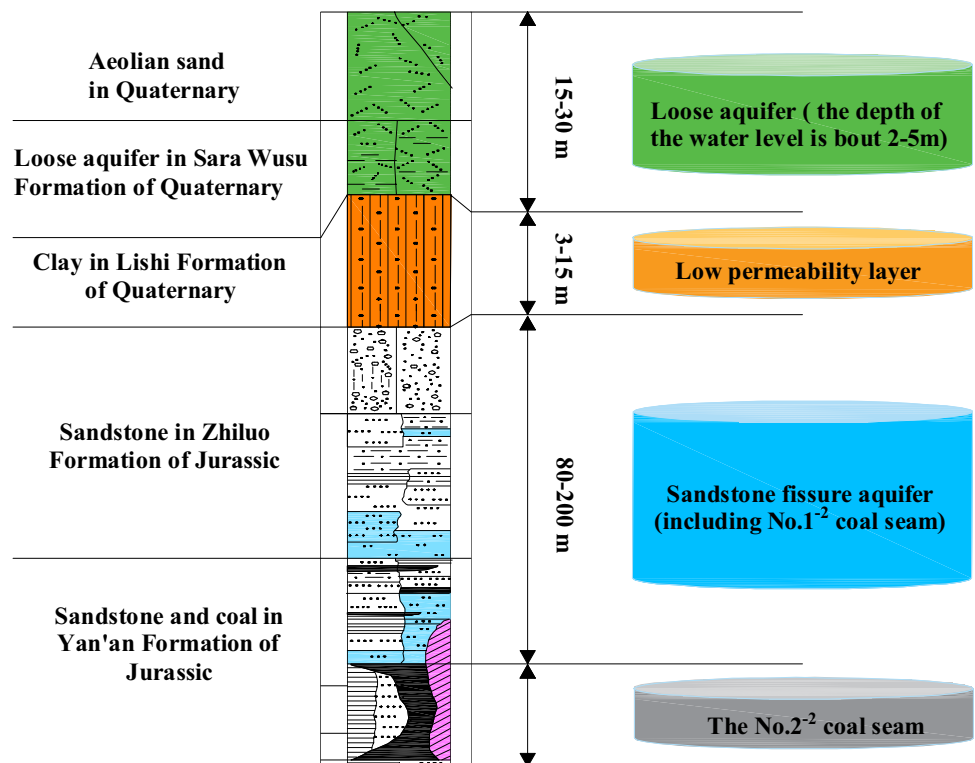 Aeolian sand
in Quaternary
Loose aquifer in Sara Wusu
Formation of Quaternary
Clay in Lishi Formation
of Quaternary
Sandstone in Zhiluo
Formation of Jurassic
Sandstone and coal in
Yan'an Formation of
Jurassic
15-30 m
3-15 m
80-200 m
Loose aquifer ( the depth of
the water level is bout 2-5m)
Low permeability layer
Sandstone fissure aquifer
(including No.1⁻² coal seam)
The No.2⁻² coal seam